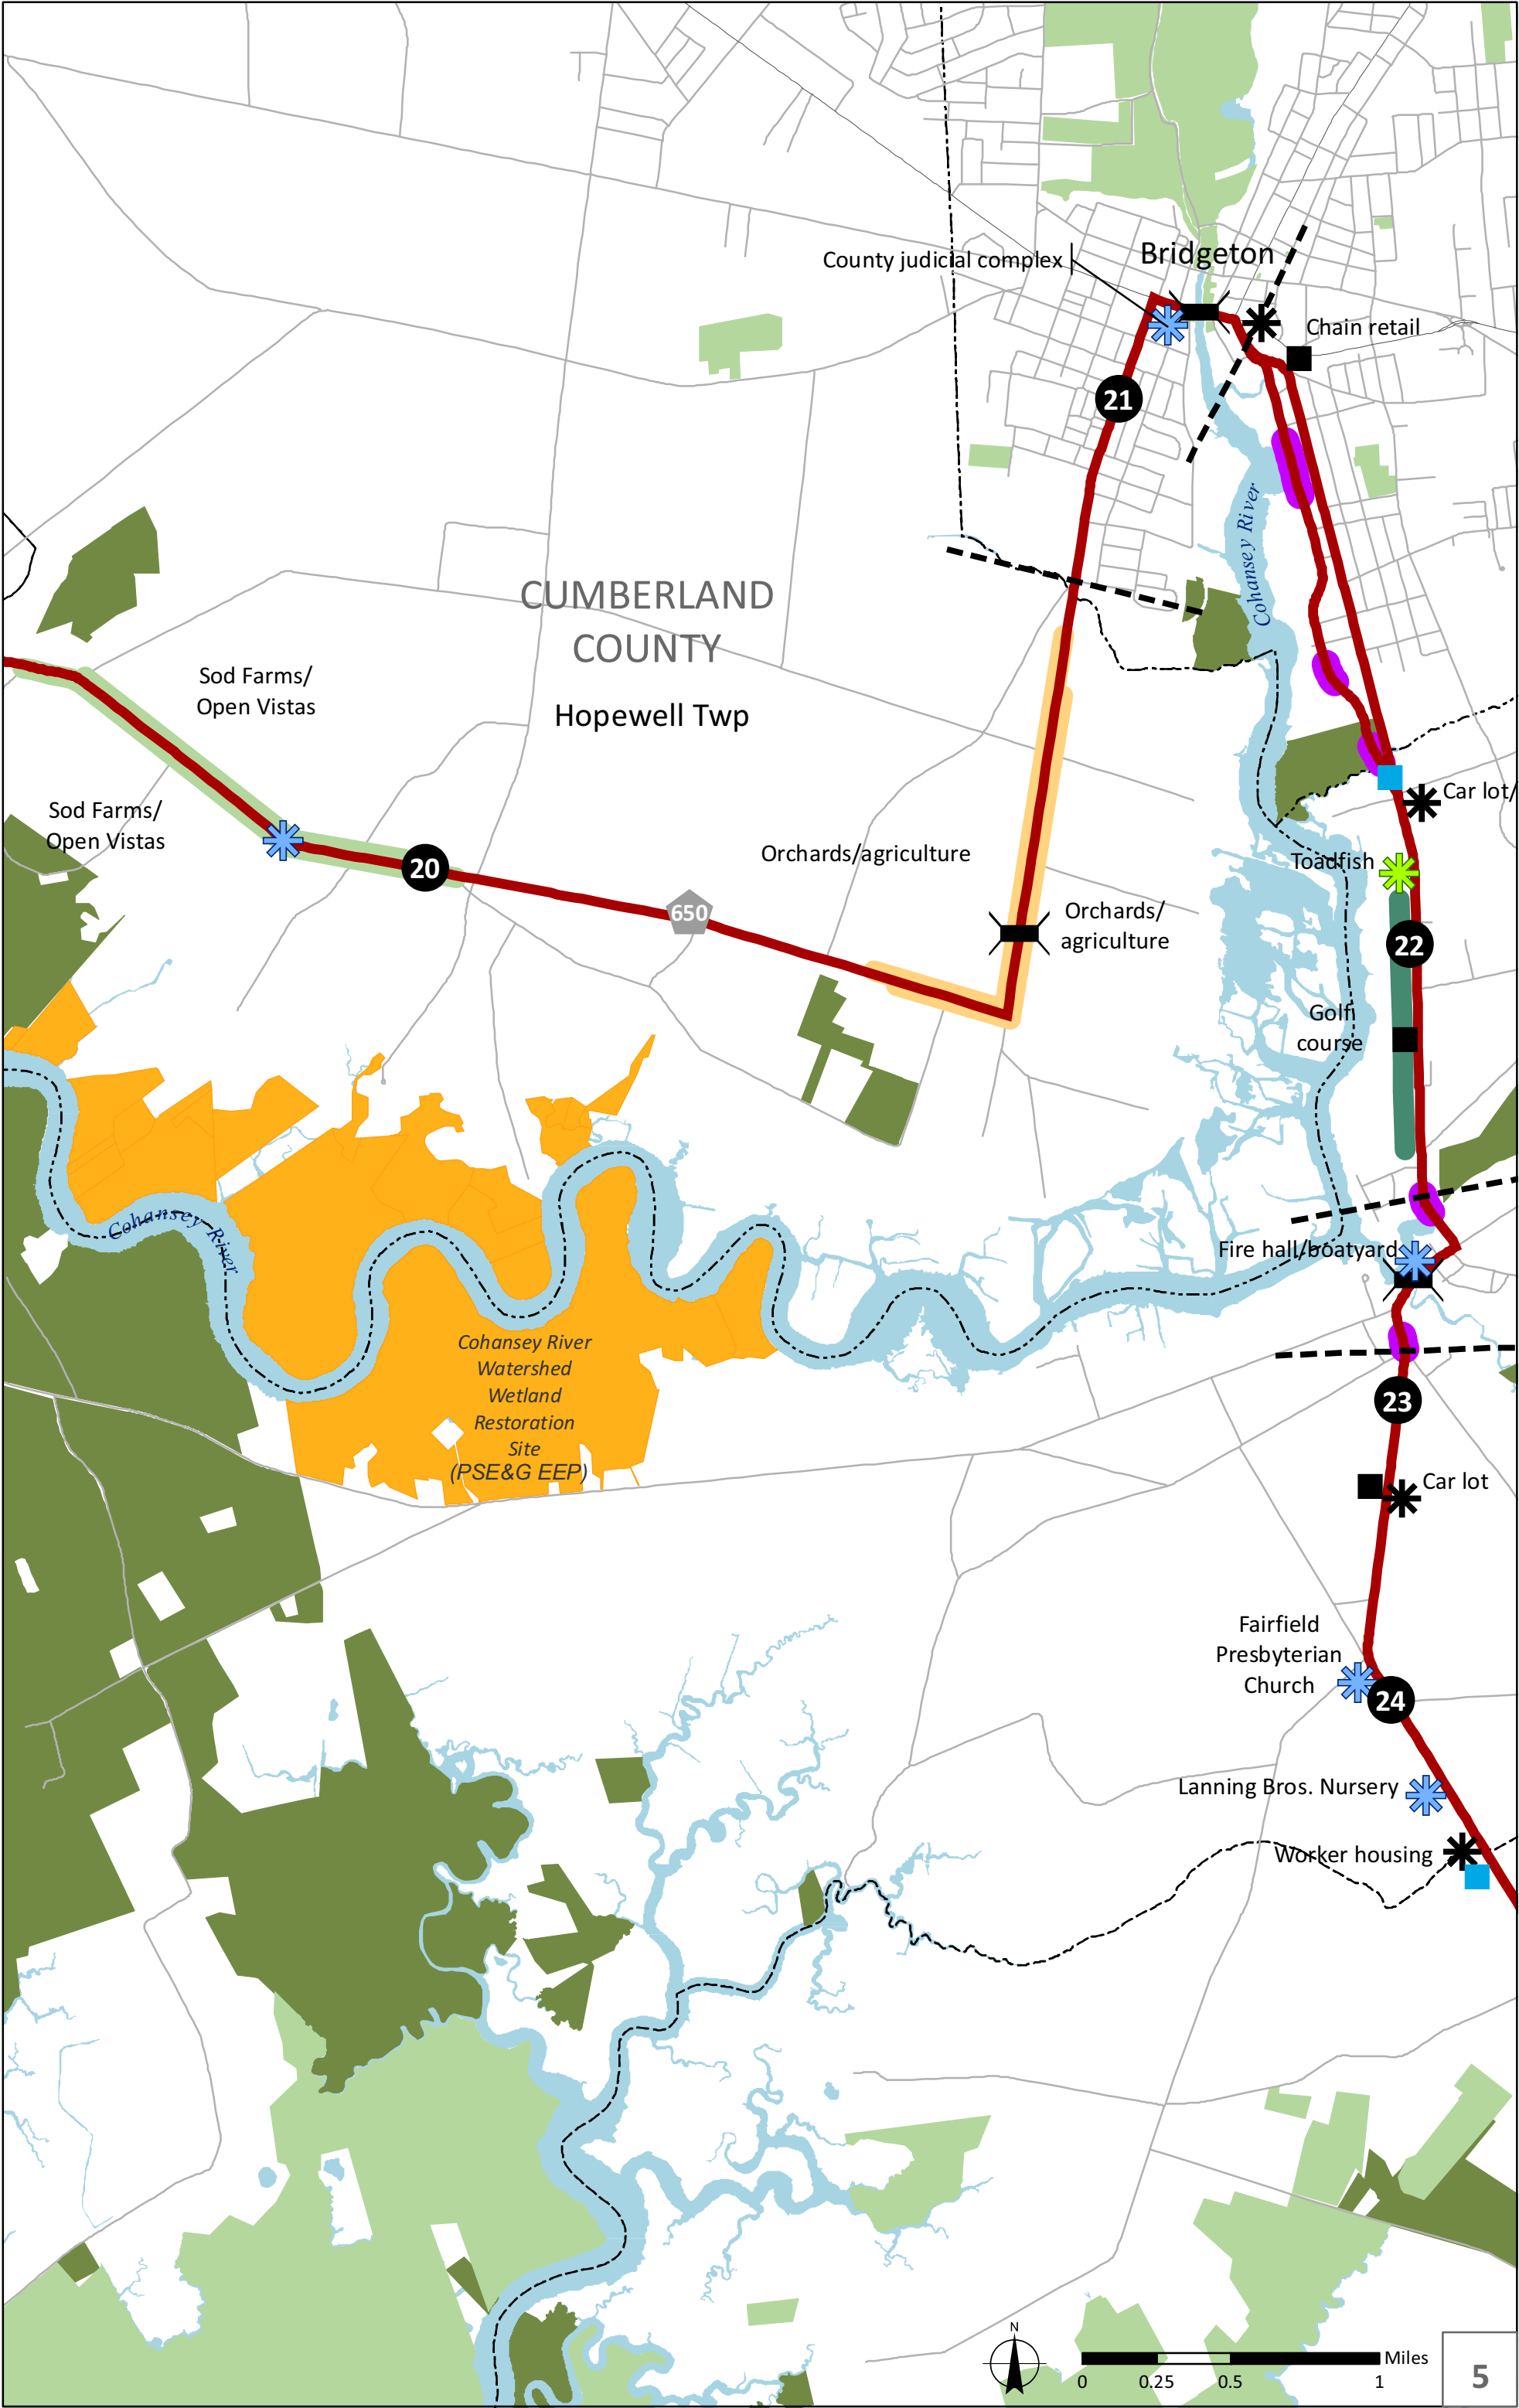 Bridgeton
County judicial complex
Chain retail
21
Cohansey River
CUMBERLAND
COUNTY
Hopewell Twp
Sod Farms/
Open Vistas
Sod Farms/
Open Vistas
20
650
Orchards/agriculture
Orchards/
agriculture
Car lot/
Toadfish
22
Golf
course
Cohansey River
Fire hall/boatyard
Cohansey River
Watershed
Wetland
Restoration
Site
(PSE&G EEP)
23
Car lot
Fairfield
Presbyterian
Church
24
Lanning Bros. Nursery
Worker housing
N
Miles
0 0.25 0.5 1
5